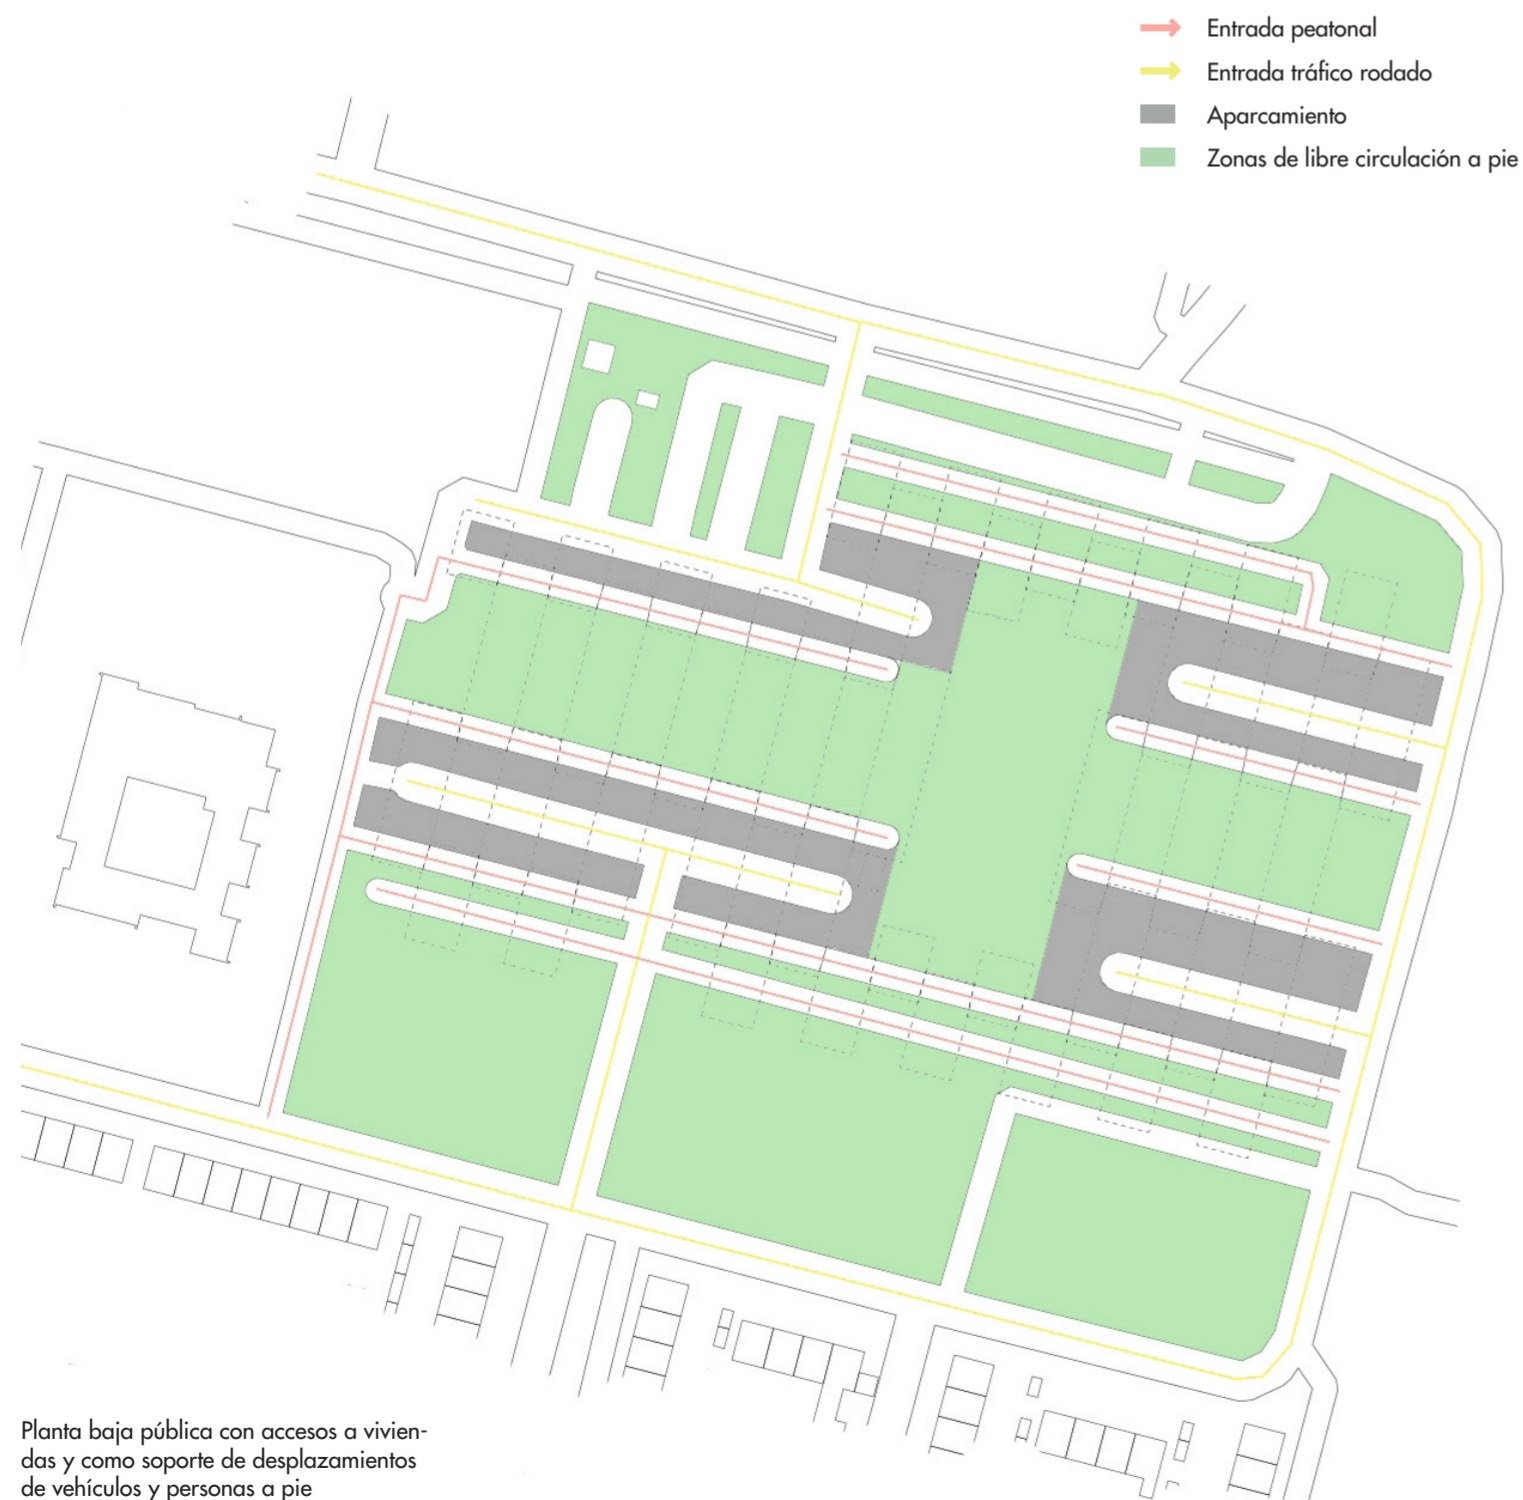 Entrada peatonal
Entrada tráfico rodado
Aparcamiento
Zonas de libre circulación a pie
Planta baja pública con accesos a vivien-
das y como soporte de desplazamientos
de vehículos y personas a pie